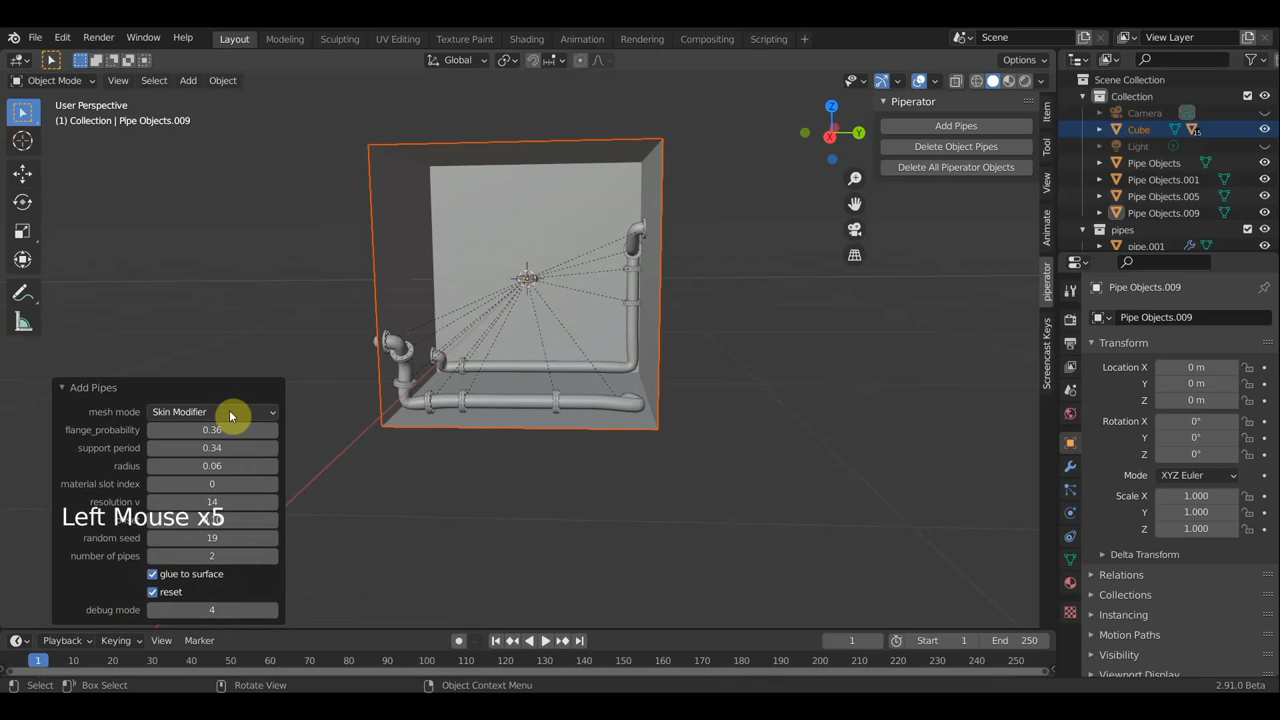 File Edit Render Window Help
Layout Modeling Sculpting UV Editing Texture Paint Shading Animation Rendering Compositing Scripting +
Scene
View Layer
Global
Options
Object Mode View Select Add Object
User Perspective
(1) Collection | Pipe Objects.009
Z
Y
X
Piperator
Add Pipes
Delete Object Pipes
Delete All Piperator Objects
Item
Tool
View
Animate
piperator
Screencast Keys
Scene Collection
Collection
Camera
Cube 15
Light
Pipe Objects
Pipe Objects.001
Pipe Objects.005
Pipe Objects.009
pipes
pipe.001
Pipe Objects.009
Pipe Objects.009
Transform
Location X 0 m
Y 0 m
Z 0 m
Rotation X 0°
Y 0°
Z 0°
Mode XYZ Euler
Scale X 1.000
Y 1.000
Z 1.000
Delta Transform
Relations
Collections
Instancing
Motion Paths
Visibility
Viewport Display
Add Pipes
mesh mode Skin Modifier
flange_probability 0.36
support period 0.34
radius 0.06
material slot index 0
resolution v 14
Left Mouse x5
random seed 19
number of pipes 2
glue to surface
reset
debug mode 4
Playback Keying View Marker
1 Start 1 End 250
1 10 20 30 40 50 60 70 80 90 100 110 120 130 140 150 160 170 180 190 200 210 220 230 240 250
Select Box Select Rotate View Object Context Menu 2.91.0 Beta